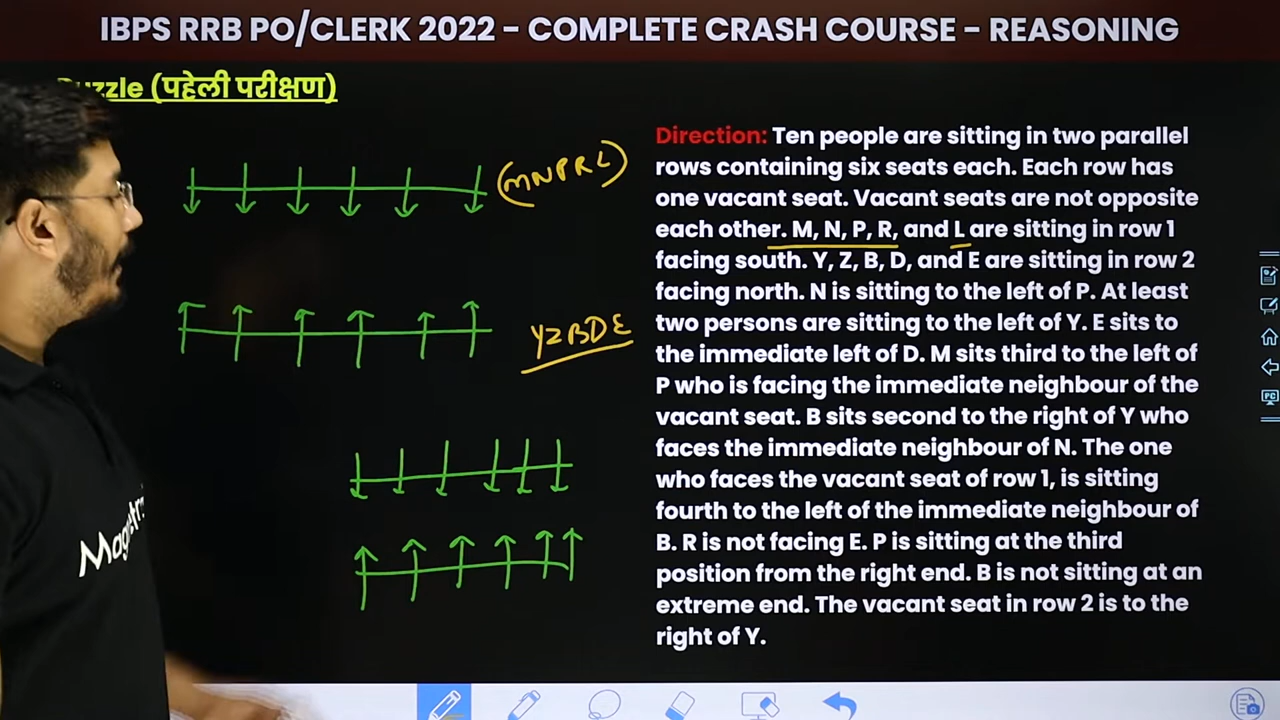 IBPS RRB PO/CLERK 2022 - COMPLETE CRASH COURSE - REASONING
(पहेली परीक्षण)
Direction: Ten people are sitting in two parallel
rows containing six seats each. Each row has
one vacant seat. Vacant seats are not opposite
each other. M, N, P, R, and L are sitting in row 1
facing south. Y, Z, B, D, and E are sitting in row 2
facing north. N is sitting to the left of P. At least
two persons are sitting to the left of Y. E sits to
the immediate left of D. M sits third to the left of
P who is facing the immediate neighbour of the
vacant seat. B sits second to the right of Y who
faces the immediate neighbour of N. The one
who faces the vacant seat of row 1, is sitting
fourth to the left of the immediate neighbour of
B. R is not facing E. P is sitting at the third
position from the right end. B is not sitting at an
extreme end. The vacant seat in row 2 is to the
right of Y.
(MNPRL)
YZBDE